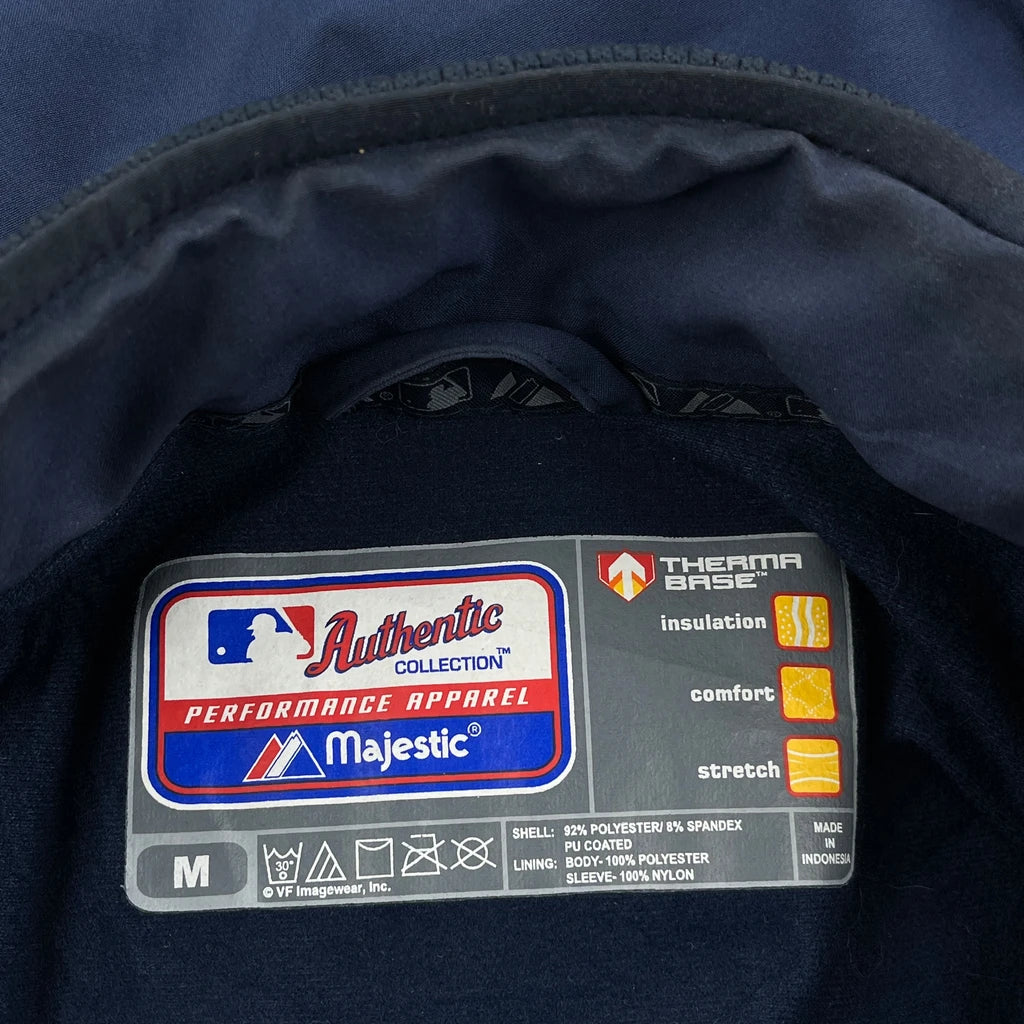 Authentic
COLLECTION™
PERFORMANCE APPAREL
Majestic®
THERMA
BASE™
insulation
comfort
stretch
M
30°
© VF Imagewear, Inc.
SHELL: 92% POLYESTER/ 8% SPANDEX
PU COATED
LINING: BODY- 100% POLYESTER
SLEEVE- 100% NYLON
MADE
IN
INDONESIA